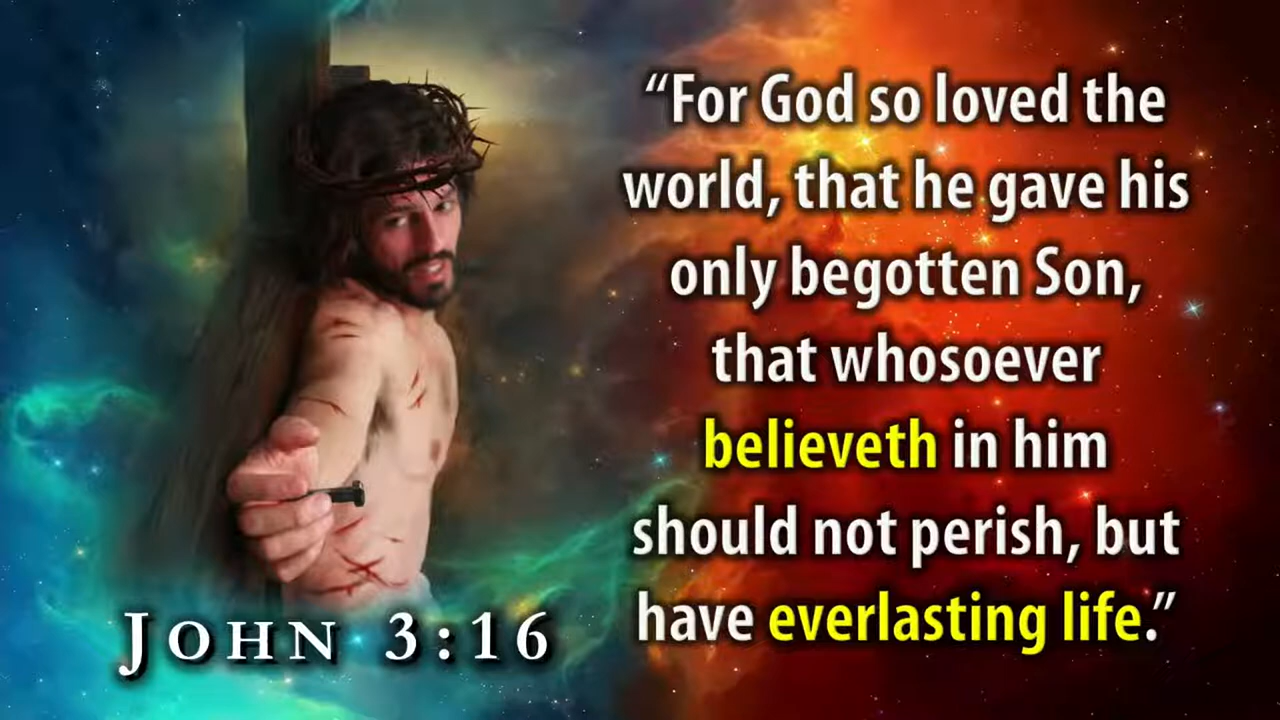 “For God so loved the
world, that he gave his
only begotten Son,
that whosoever
believeth in him
should not perish, but
have everlasting life.”
John 3:16